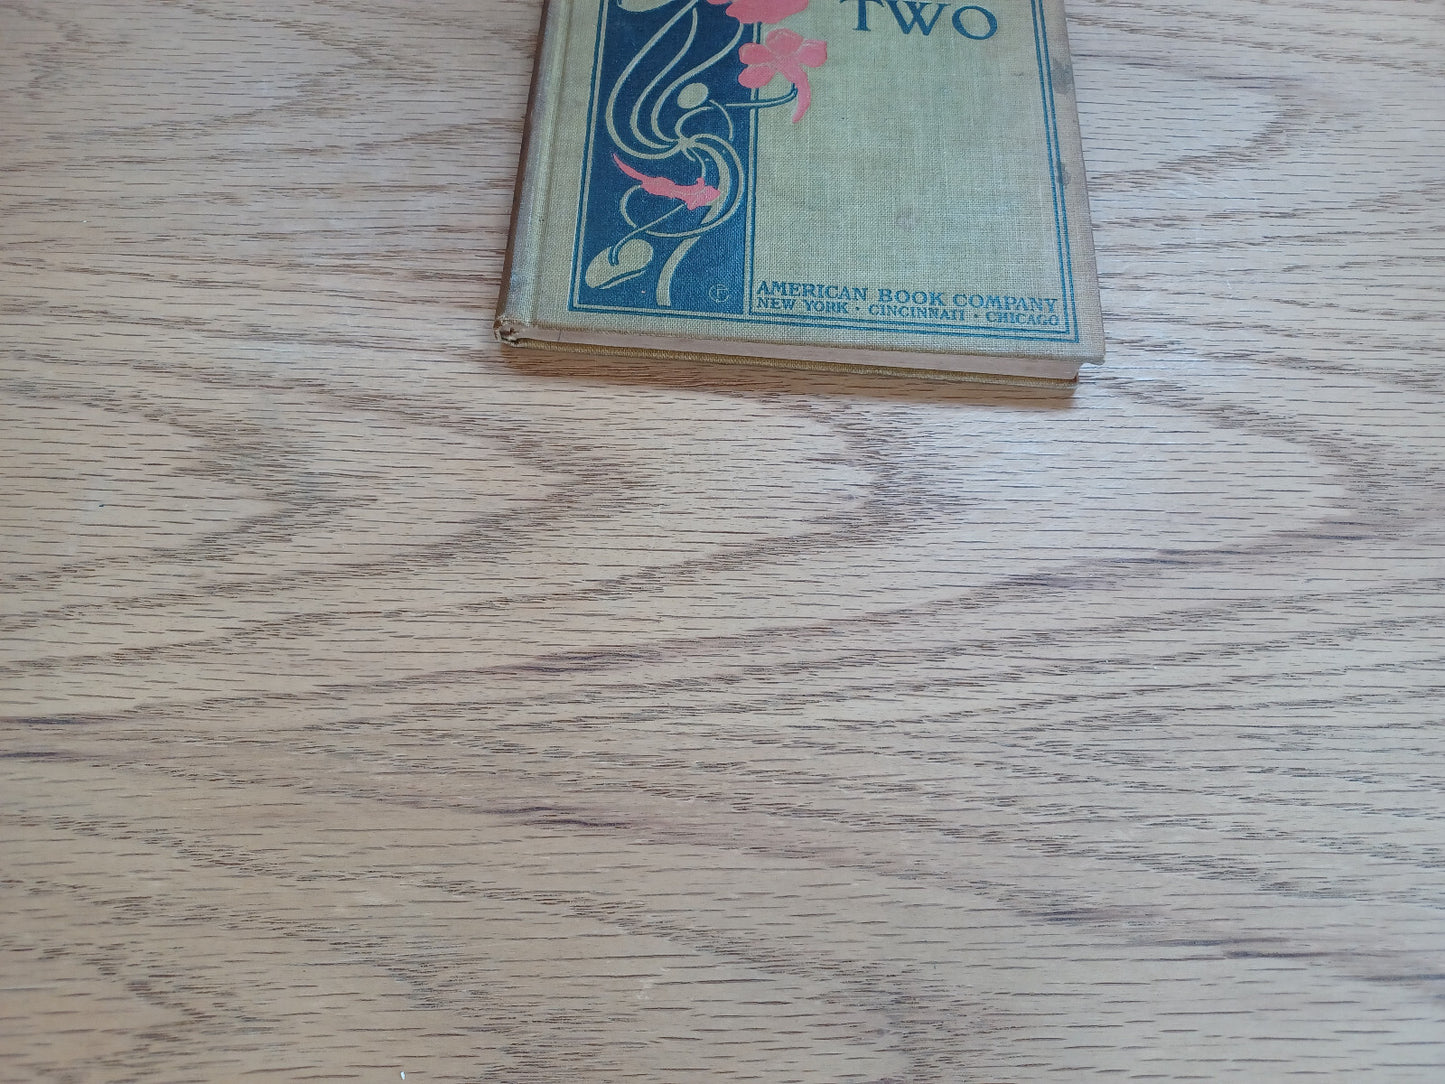 TWO
AMERICAN BOOK COMPANY
NEW YORK · CINCINNATI · CHICAGO